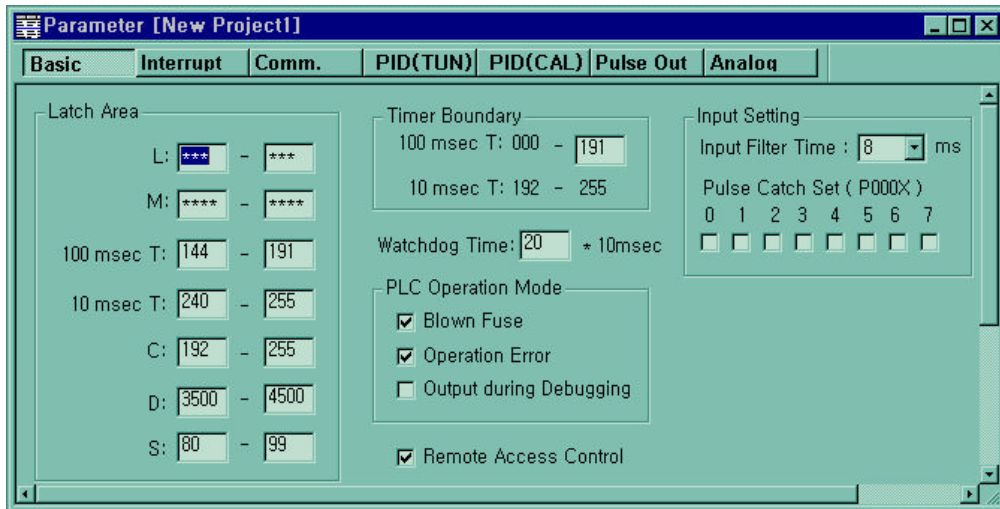 Parameter [New Project1]
Basic Interrupt Comm. PID(TUN) PID(CAL) Pulse Out Analog
Latch Area
L: *** - ***
M: **** - ****
100 msec T: 144 - 191
10 msec T: 240 - 255
C: 192 - 255
D: 3500 - 4500
S: 80 - 99
Timer Boundary
100 msec T: 000 - 191
10 msec T: 192 - 255
Watchdog Time: 20 * 10msec
PLC Operation Mode
Blown Fuse
Operation Error
Output during Debugging
Remote Access Control
Input Setting
Input Filter Time : 8 ms
Pulse Catch Set ( P000X )
0 1 2 3 4 5 6 7